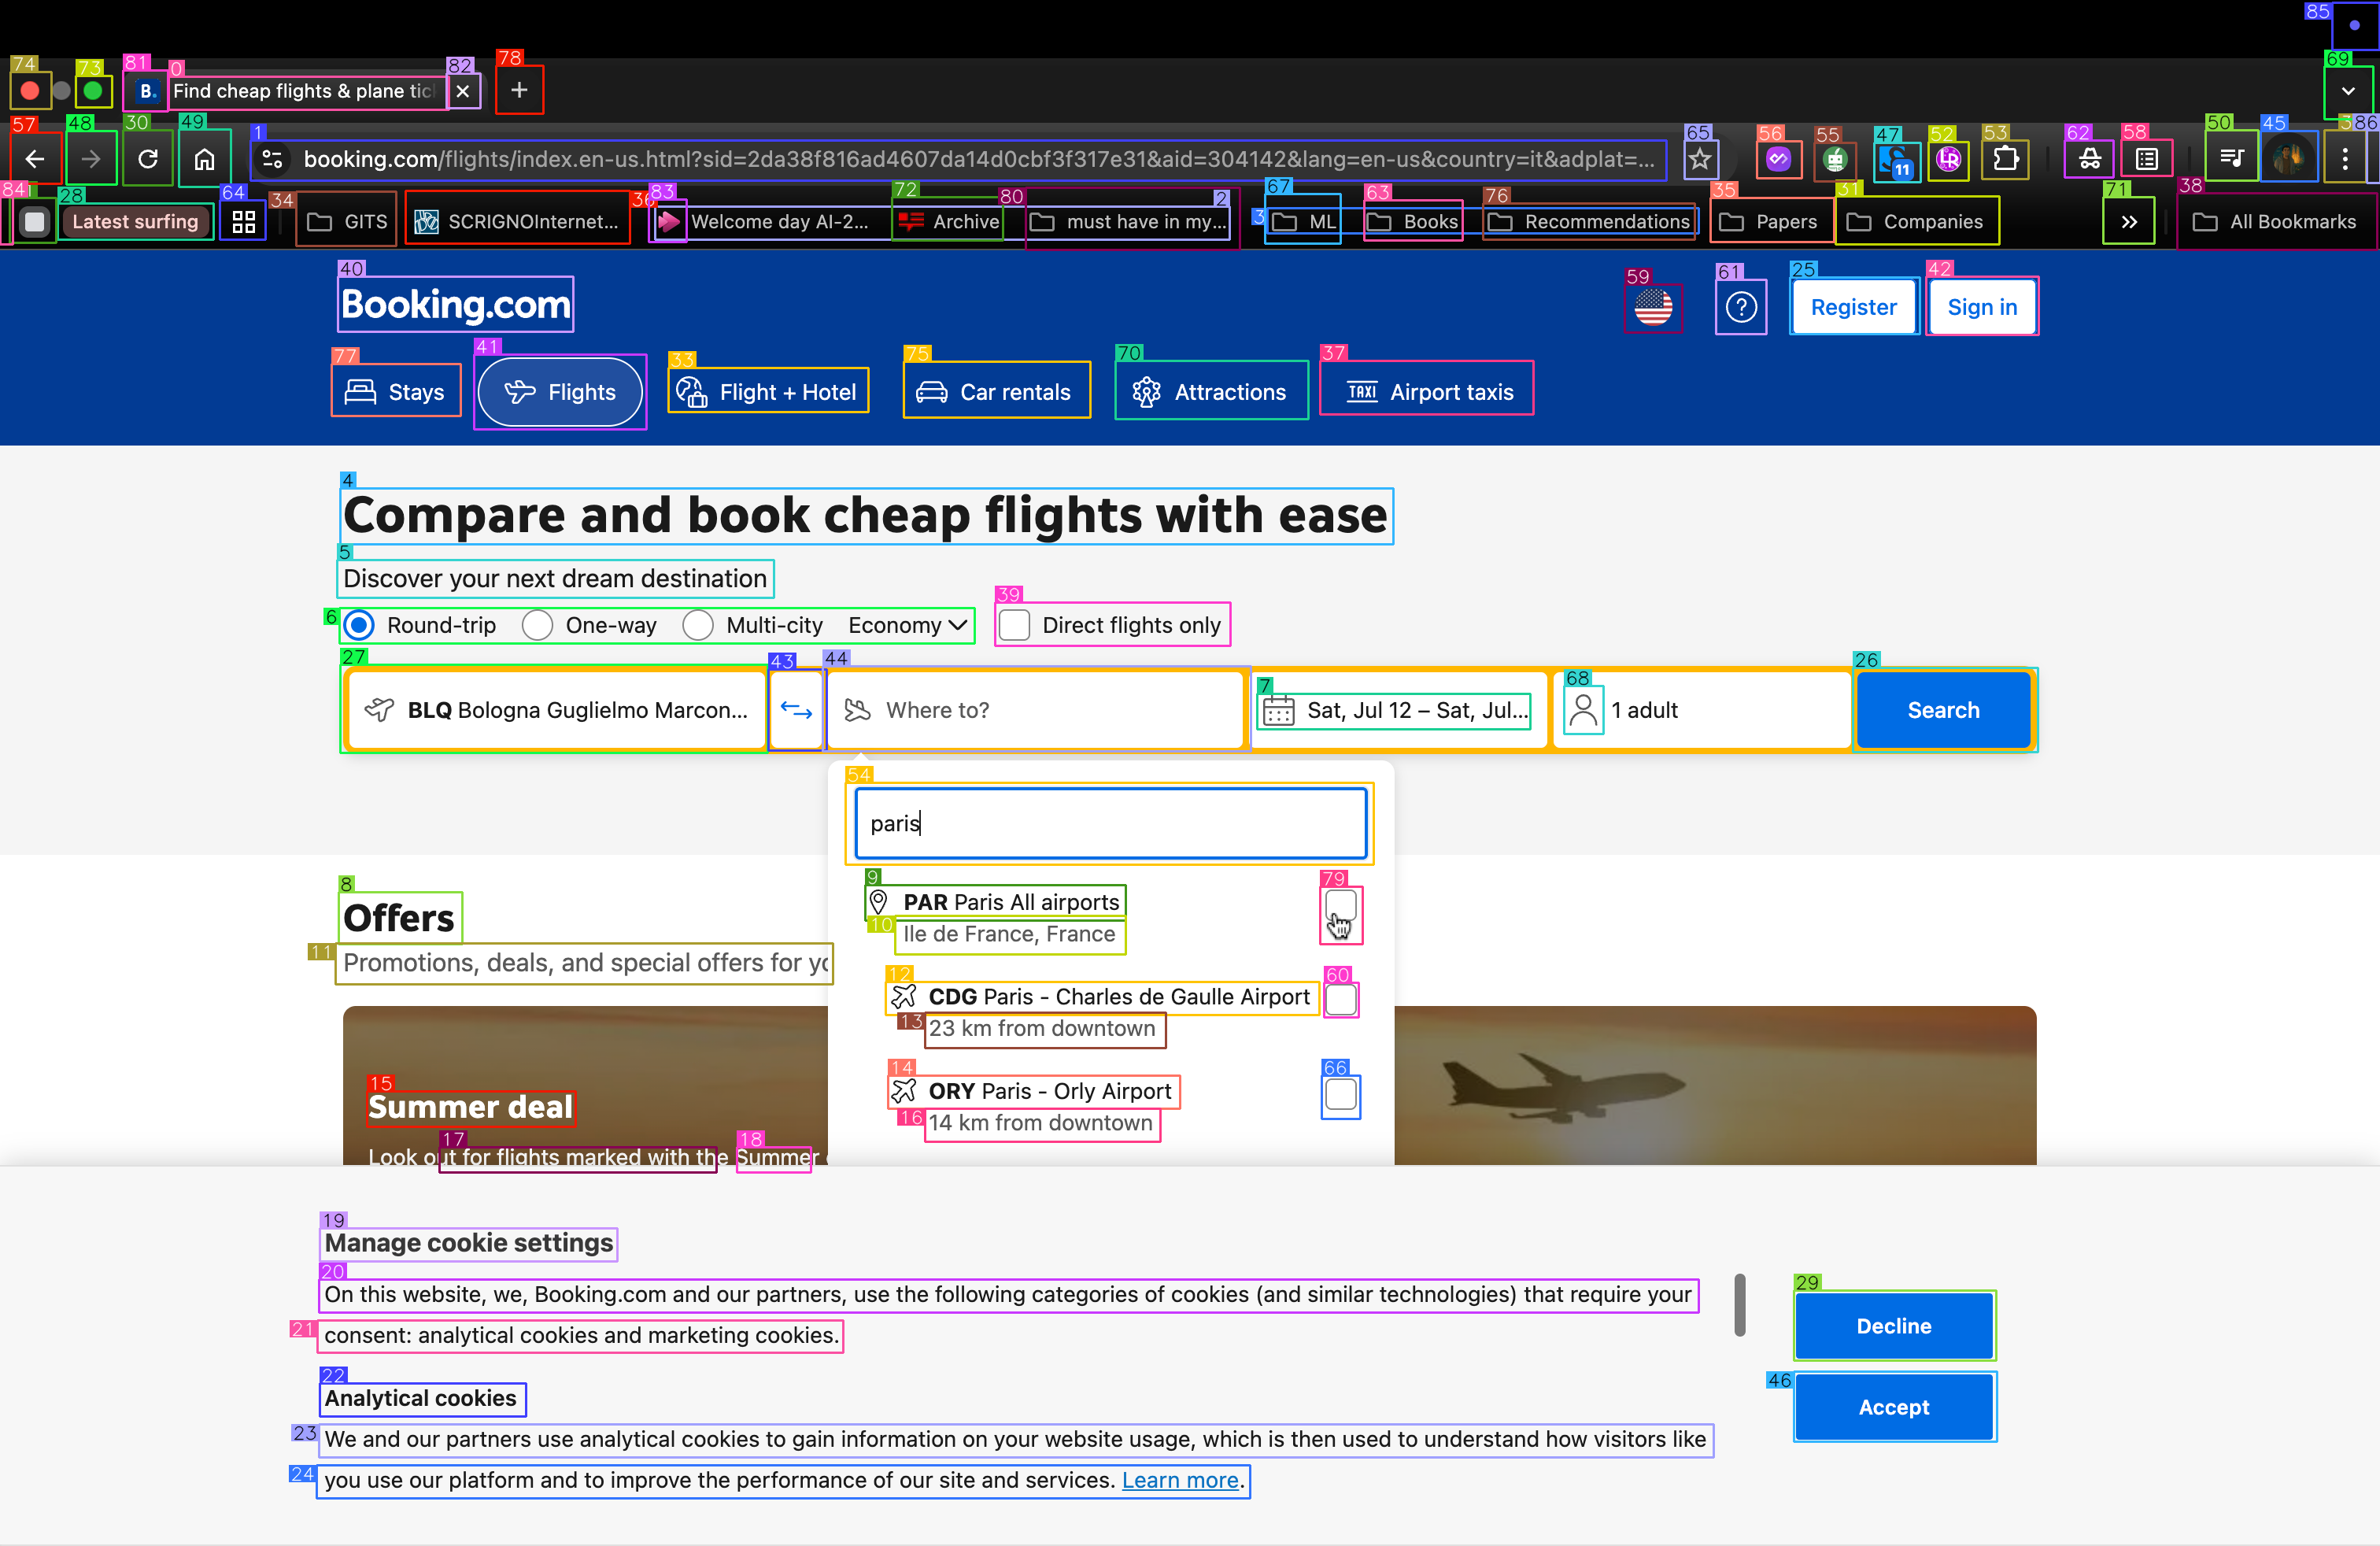 Find cheap flights & plane tic
booking.com/flights/index.en-us.html?sid=2da38f816ad4607da14d0cbf3f317e31&aid=304142&lang=en-us&country=it&adplat=...
Latest surfing GITS SCRIGNOInternet... Welcome day AI-2... Archive must have in my... ML Books Recommendations Papers Companies » All Bookmarks
Booking.com Register Sign in
Stays Flights Flight + Hotel Car rentals Attractions TAXI Airport taxis
Compare and book cheap flights with ease
Discover your next dream destination
Round-trip One-way Multi-city Economy Direct flights only
BLQ Bologna Guglielmo Marcon... Where to? Sat, Jul 12 – Sat, Jul... 1 adult Search
paris
PAR Paris All airports
Ile de France, France
CDG Paris - Charles de Gaulle Airport
23 km from downtown
ORY Paris - Orly Airport
14 km from downtown
Offers
Promotions, deals, and special offers for yo
Summer deal
Look out for flights marked with the Summer
Manage cookie settings
On this website, we, Booking.com and our partners, use the following categories of cookies (and similar technologies) that require your
consent: analytical cookies and marketing cookies.
Analytical cookies
We and our partners use analytical cookies to gain information on your website usage, which is then used to understand how visitors like
you use our platform and to improve the performance of our site and services. Learn more.
Decline
Accept